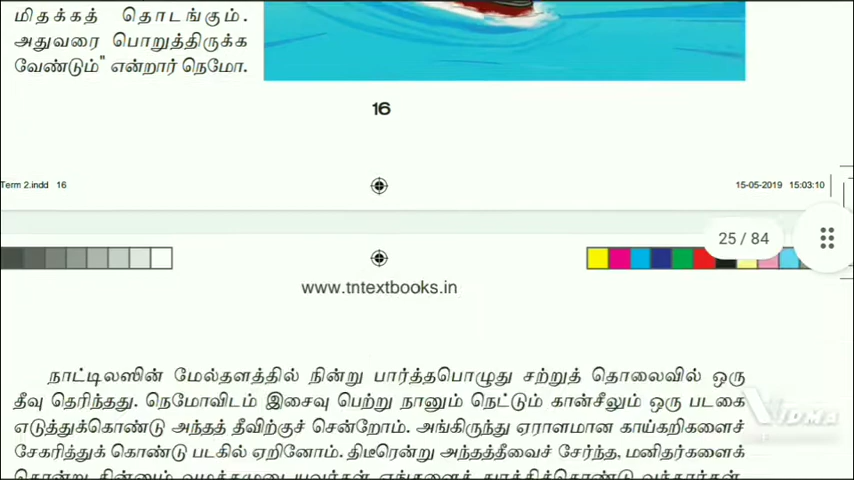 மிதக்கத் தொடங்கும்.
அதுவரை பொறுத்திருக்க
வேண்டும்" என்றார் நெமோ.
16
Term 2.indd 16
15-05-2019 15:03:10
25 / 84
www.tntextbooks.in
நாட்டிலஸின் மேல்தளத்தில் நின்று பார்த்தபொழுது சற்றுத் தொலைவில் ஒரு
தீவு தெரிந்தது. நெமோவிடம் இசைவு பெற்று நானும் நெட்டும் கான்சீலும் ஒரு படகை
எடுத்துக்கொண்டு அந்தத் தீவிற்குச் சென்றோம். அங்கிருந்து ஏராளமான காய்கறிகளைச்
சேகரித்துக் கொண்டு படகில் ஏறினோம். திடீரென்று அந்தத்தீவைச் சேர்ந்த, மனிதர்களைக்
VIDMA